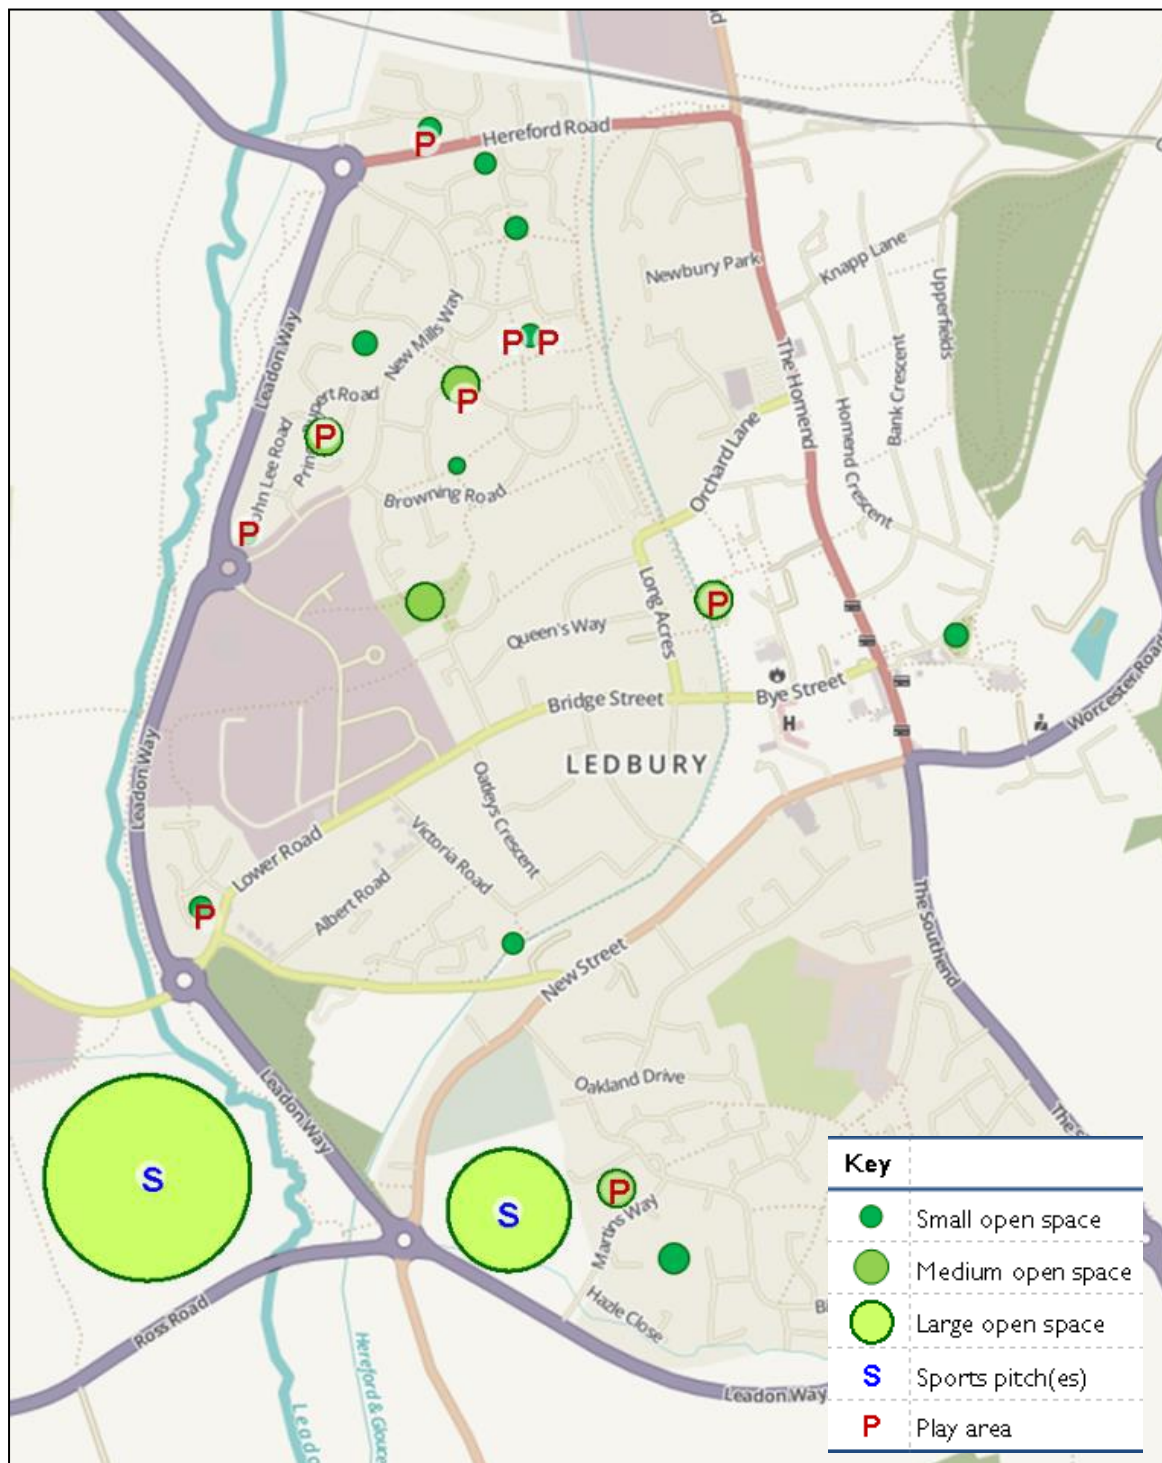 Hereford Road
P
Newbury Park
Knapp Lane
Upperfields
Leadon Way
New Mills Way
P P
The Homend
Bank Crescent
Homend Crescent
P
P
John Lee Road
Orchard Lane
Browning Road
P
Long Acres
P
Queen's Way
Bye Street
Bridge Street
H
Worcester Road
LEDBURY
Leadon Way
Oatleys Crescent
Victoria Road
Lower Road
Albert Road
P
The Southend
New Street
Oakland Drive
Leadon Way
S
S
P
Martins Way
Hazle Close
Ross Road
Hereford & Glouce
Leado
Leadon Way
The S
Key
Small open space
Medium open space
Large open space
S Sports pitch(es)
P Play area